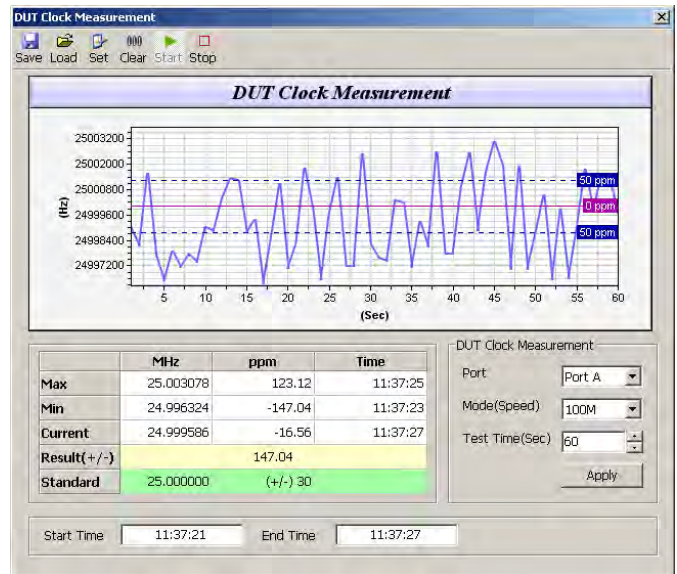 DUT Clock Measurement
Save Load Set Clear Start Stop
DUT Clock Measurement
25003200
25002000
25000800
24999600
24998400
24997200
(Hz)
50 ppm
0 ppm
50 ppm
5 10 15 20 25 30 35 40 45 50 55 60
(Sec)
MHz ppm Time
Max 25.003078 123.12 11:37:25
Min 24.996324 -147.04 11:37:23
Current 24.999586 -16.56 11:37:27
Result(+/-) 147.04
Standard 25.000000 (+/-) 30
DUT Clock Measurement
Port Port A
Mode(Speed) 100M
Test Time(Sec) 60
Apply
Start Time 11:37:21 End Time 11:37:27